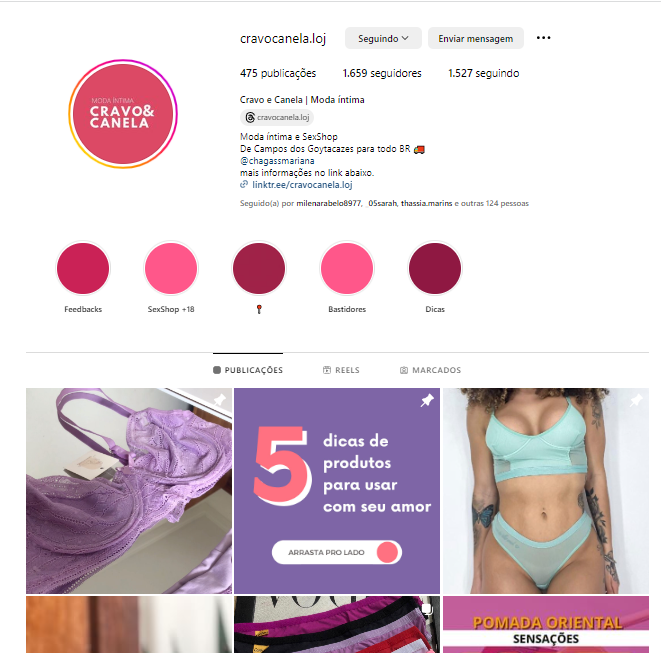 cravocanela.loj
Seguindo
Enviar mensagem
475 publicações
1.659 seguidores
1.527 seguindo
MODA ÍNTIMA
CRAVO&
CANELA
Cravo e Canela | Moda íntima
cravocanela.loj
Moda íntima e SexShop
De Campos dos Goytacazes para todo BR 🚚
@chagassmariana
mais informações no link abaixo.
linktr.ee/cravocanela.loj
Seguido(a) por milenarabelo8977, _05sarah, thassia.marins e outras 124 pessoas
Feedbacks
SexShop +18
📍
Bastidores
Dicas
PUBLICAÇÕES
REELS
MARCADOS
5
dicas de
produtos
para usar
com seu amor
ARRASTA PRO LADO
POMADA ORIENTAL
SENSAÇÕES